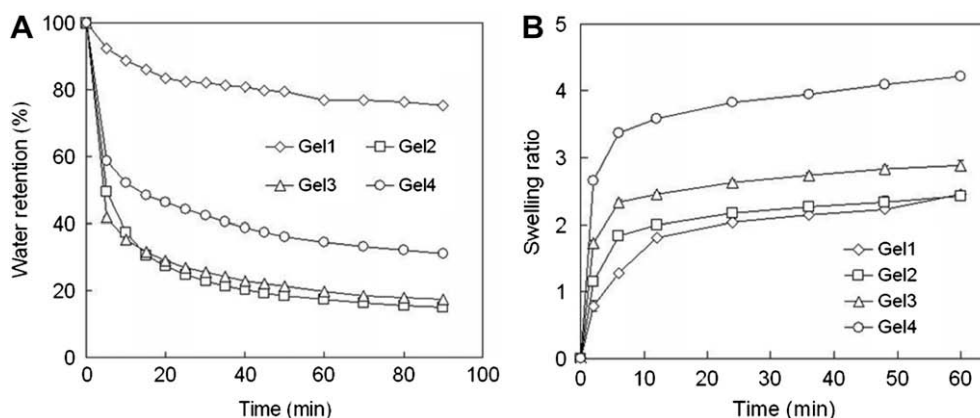 A
Water retention (%)
100
80
60
40
20
0
Gel1 Gel2
Gel3 Gel4
0 20 40 60 80 100
Time (min)
B
Swelling ratio
5
4
3
2
1
0
Gel1
Gel2
Gel3
Gel4
0 10 20 30 40 50 60
Time (min)